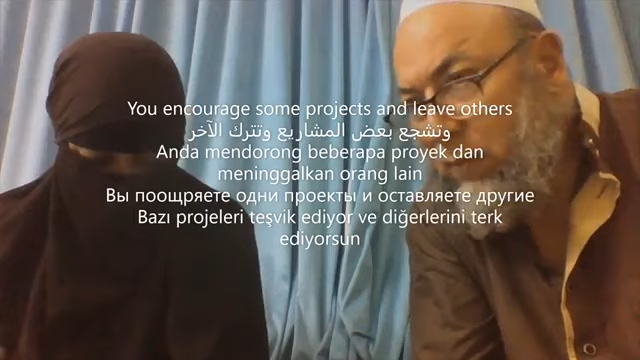 You encourage some projects and leave others
وتشجع بعض المشاريع وتترك الآخر
Anda mendorong beberapa proyek dan
meninggalkan orang lain
Вы поощряете одни проекты и оставляете другие
Bazı projeleri teşvik ediyor ve diğerlerini terk
ediyorsun